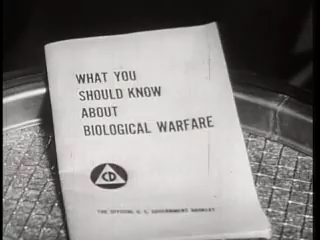 WHAT YOU
SHOULD KNOW
ABOUT
BIOLOGICAL WARFARE
CD
THE OFFICIAL U. S. GOVERNMENT BOOKLET